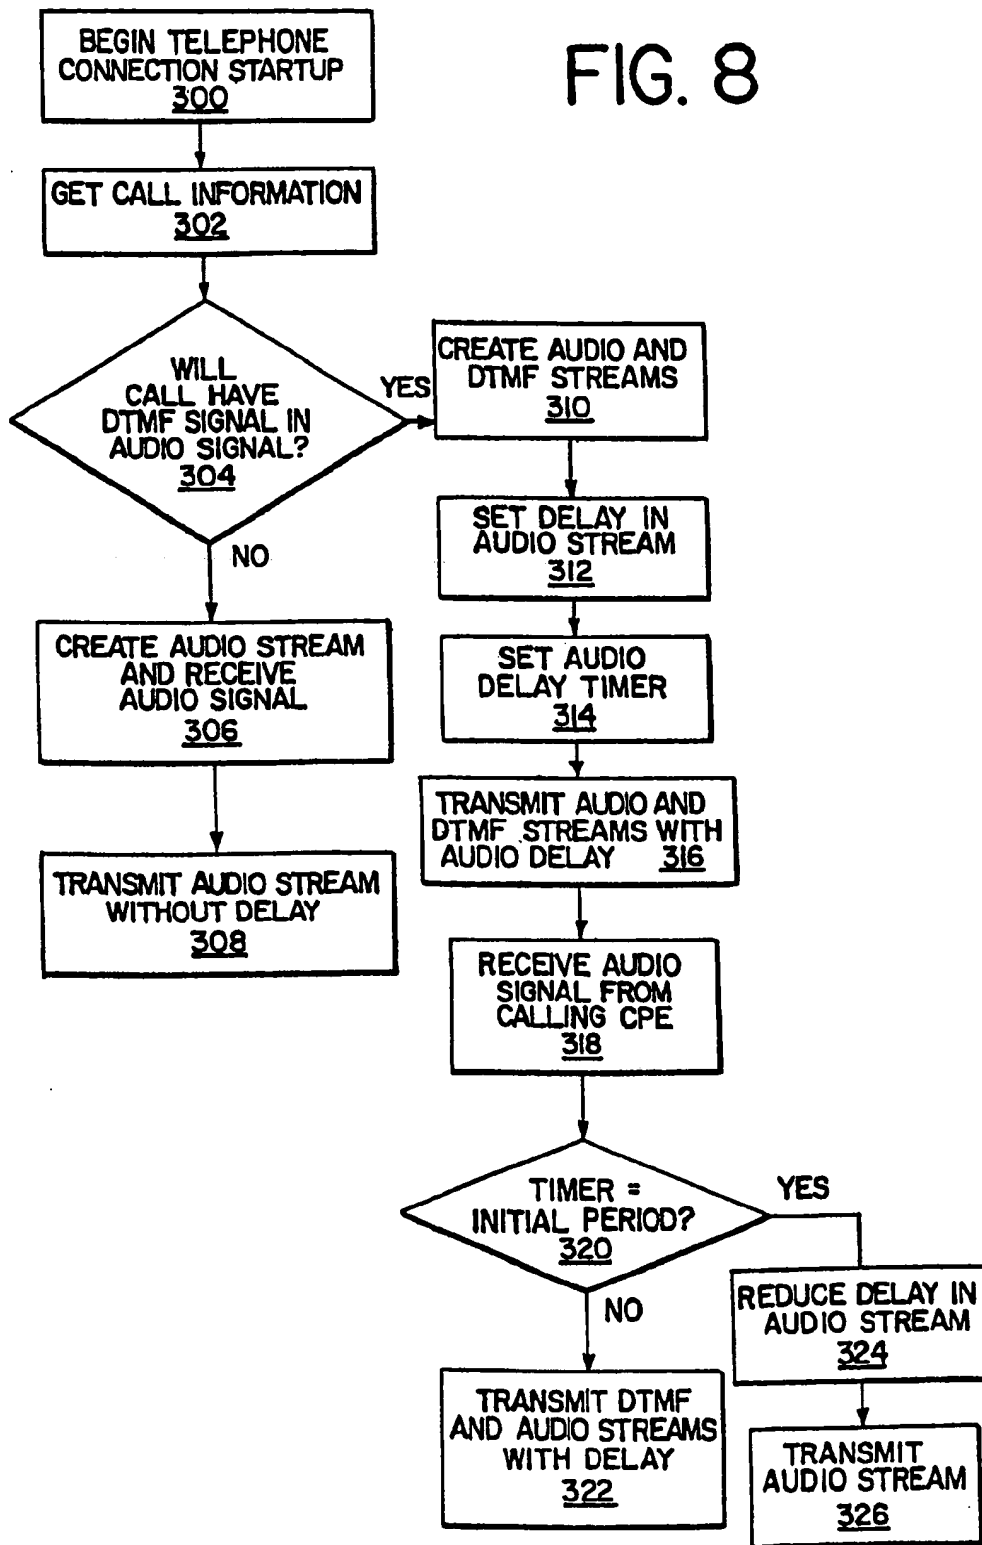 FIG. 8
BEGIN TELEPHONE
CONNECTION STARTUP
300
GET CALL INFORMATION
302
WILL
CALL HAVE
DTMF SIGNAL IN
AUDIO SIGNAL?
304
YES
NO
CREATE AUDIO STREAM
AND RECEIVE
AUDIO SIGNAL
306
TRANSMIT AUDIO STREAM
WITHOUT DELAY
308
CREATE AUDIO AND
DTMF STREAMS
310
SET DELAY IN
AUDIO STREAM
312
SET AUDIO
DELAY TIMER
314
TRANSMIT AUDIO AND
DTMF STREAMS WITH
AUDIO DELAY 316
RECEIVE AUDIO
SIGNAL FROM
CALLING CPE
318
TIMER =
INITIAL PERIOD?
320
YES
NO
TRANSMIT DTMF
AND AUDIO STREAMS
WITH DELAY
322
REDUCE DELAY IN
AUDIO STREAM
324
TRANSMIT
AUDIO STREAM
326